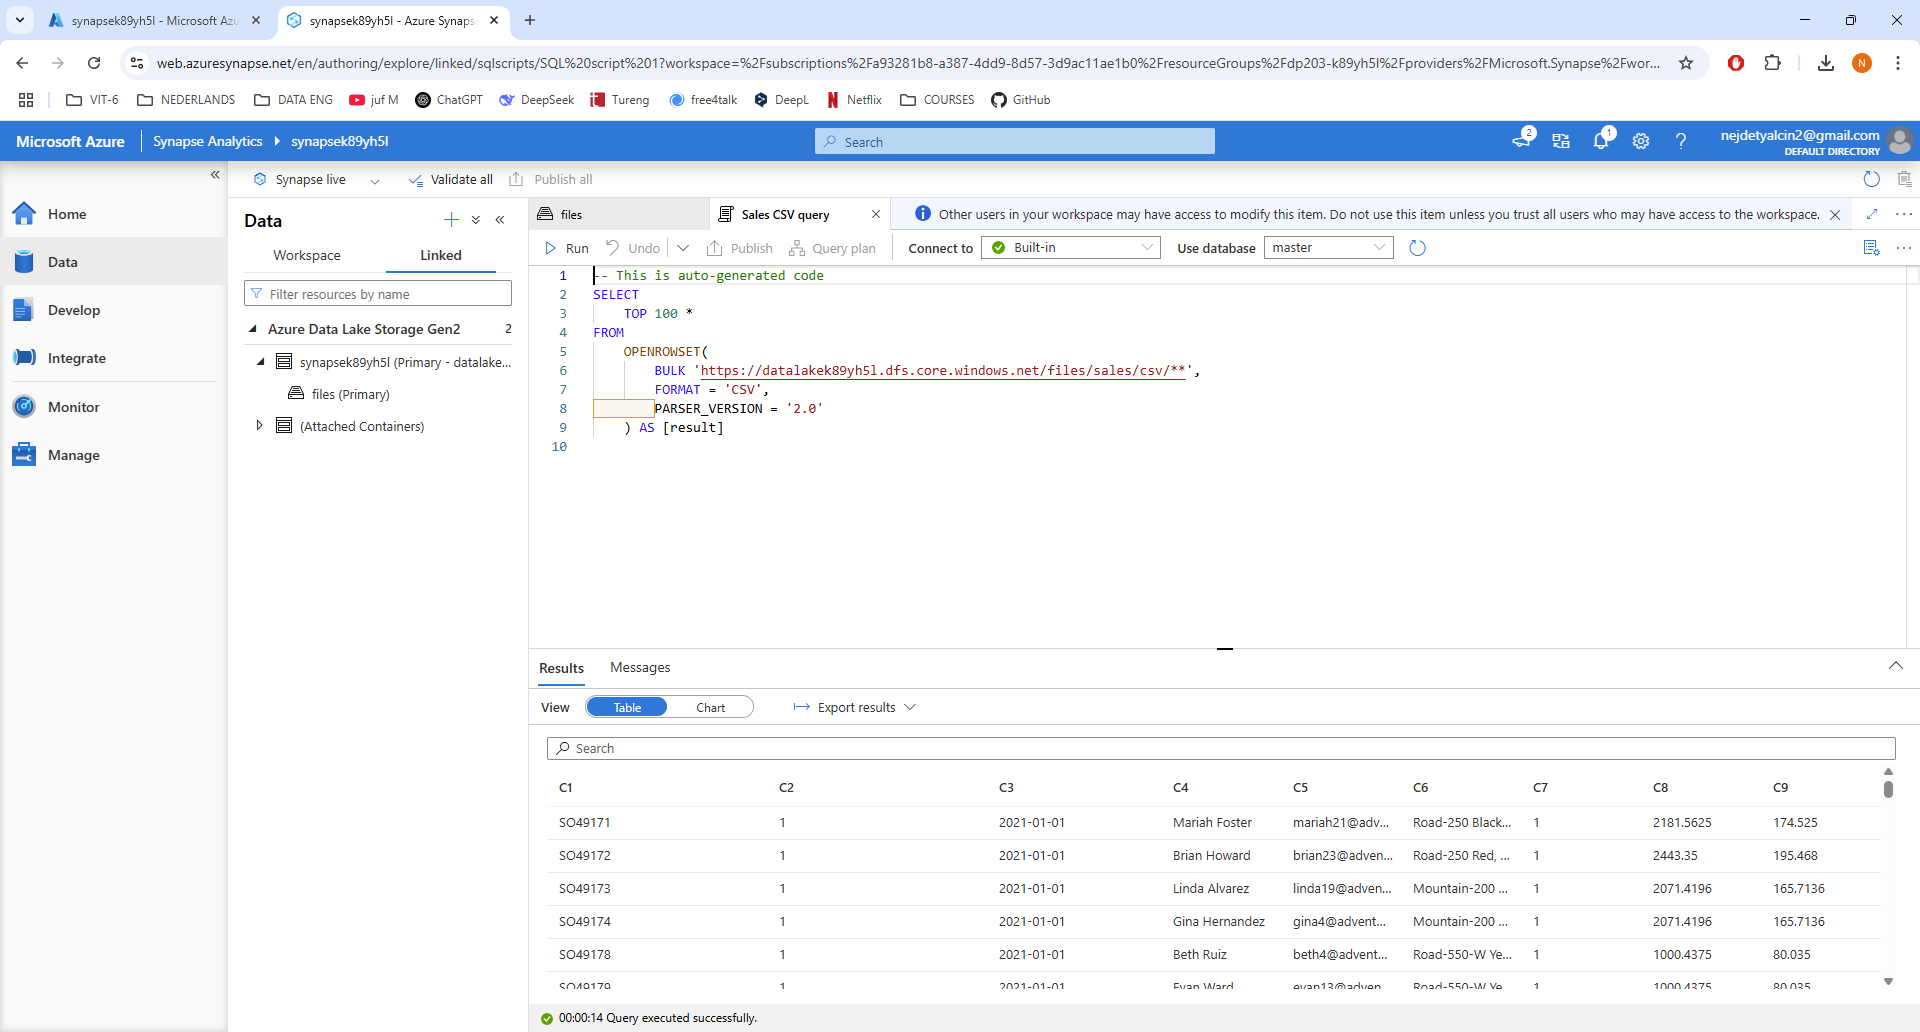 synapsek89yh5l - Microsoft Azu
synapsek89yh5l - Azure Synaps
web.azuresynapse.net/en/authoring/explore/linked/sqlscripts/SQL%20script%201?workspace=%2Fsubscriptions%2Fa93281b8-a387-4dd9-8d57-3d9ac11ae1b0%2FresourceGroups%2Fdp203-k89yh5l%2Fproviders%2FMicrosoft.Synapse%2Fwor...
N
VIT-6 NEDERLANDS DATA ENG juf M ChatGPT DeepSeek Tureng free4talk DeepL Netflix COURSES GitHub
Microsoft Azure Synapse Analytics synapsek89yh5l Search 2 1 nejdetyalcin2@gmail.com
DEFAULT DIRECTORY
Synapse live Validate all Publish all
Home
Data
Develop
Integrate
Monitor
Manage
Data
Workspace Linked
Filter resources by name
Azure Data Lake Storage Gen2 2
synapsek89yh5l (Primary - datalake...
files (Primary)
(Attached Containers)
files
Sales CSV query
Other users in your workspace may have access to modify this item. Do not use this item unless you trust all users who may have access to the workspace.
Run Undo Publish Query plan Connect to Built-in Use database master
1 -- This is auto-generated code
2 SELECT
3 TOP 100 *
4 FROM
5 OPENROWSET(
6 BULK 'https://datalakek89yh5l.dfs.core.windows.net/files/sales/csv/**',
7 FORMAT = 'CSV',
8 PARSER_VERSION = '2.0'
9 ) AS [result]
10
Results Messages
View Table Chart Export results
Search
C1 C2 C3 C4 C5 C6 C7 C8 C9
SO49171 1 2021-01-01 Mariah Foster mariah21@adv... Road-250 Black... 1 2181.5625 174.525
SO49172 1 2021-01-01 Brian Howard brian23@adven... Road-250 Red, ... 1 2443.35 195.468
SO49173 1 2021-01-01 Linda Alvarez linda19@adven... Mountain-200 ... 1 2071.4196 165.7136
SO49174 1 2021-01-01 Gina Hernandez gina4@advent... Mountain-200 ... 1 2071.4196 165.7136
SO49178 1 2021-01-01 Beth Ruiz beth4@advent... Road-550-W Ye... 1 1000.4375 80.035
SO49179 1 2021-01-01 Evan Ward evan13@adven Road-550-W Ye 1 1000.4375 80.035
00:00:14 Query executed successfully.